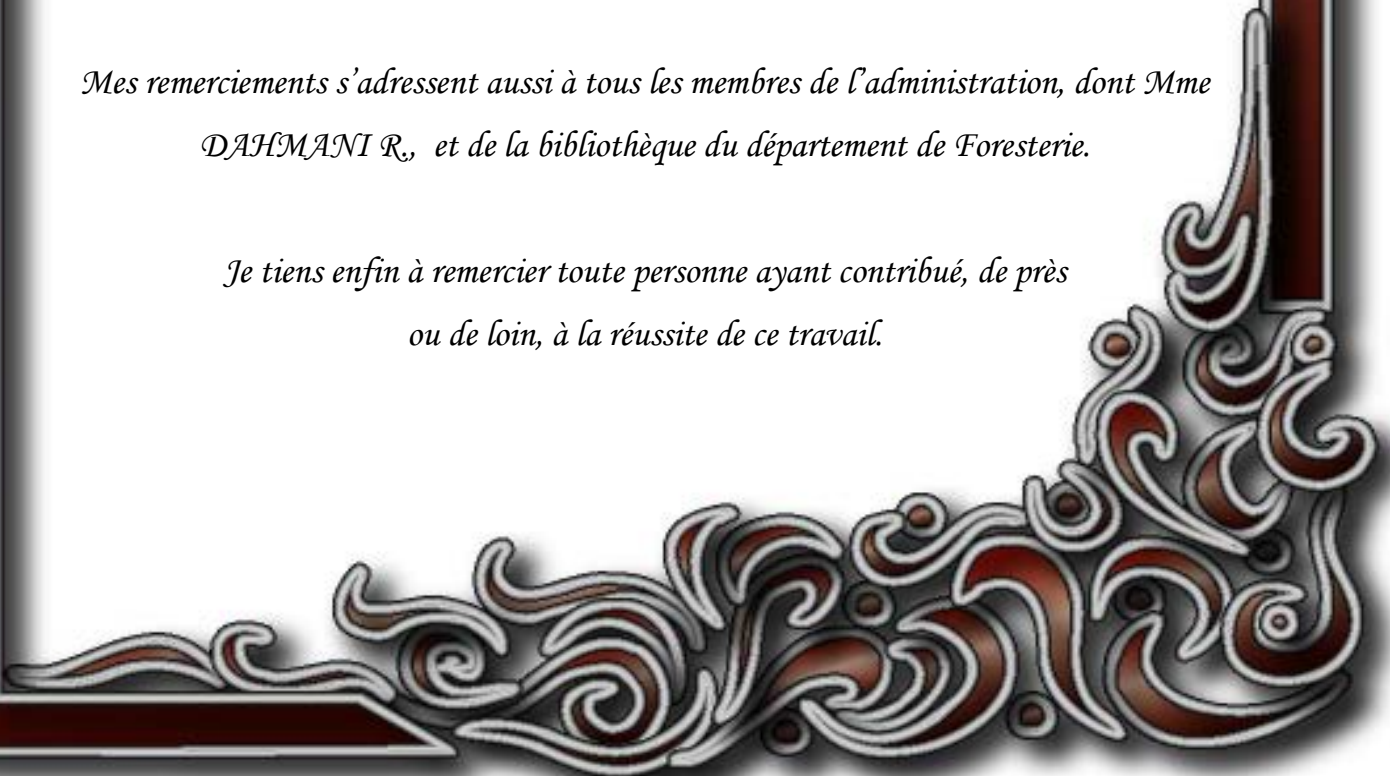 Mes remerciements s’adressent aussi à tous les membres de l’administration, dont Mme
DAHMANI R.,  et de la bibliothèque du département de Foresterie.
Je tiens enfin à remercier toute personne ayant contribué, de près
ou de loin, à la réussite de ce travail.